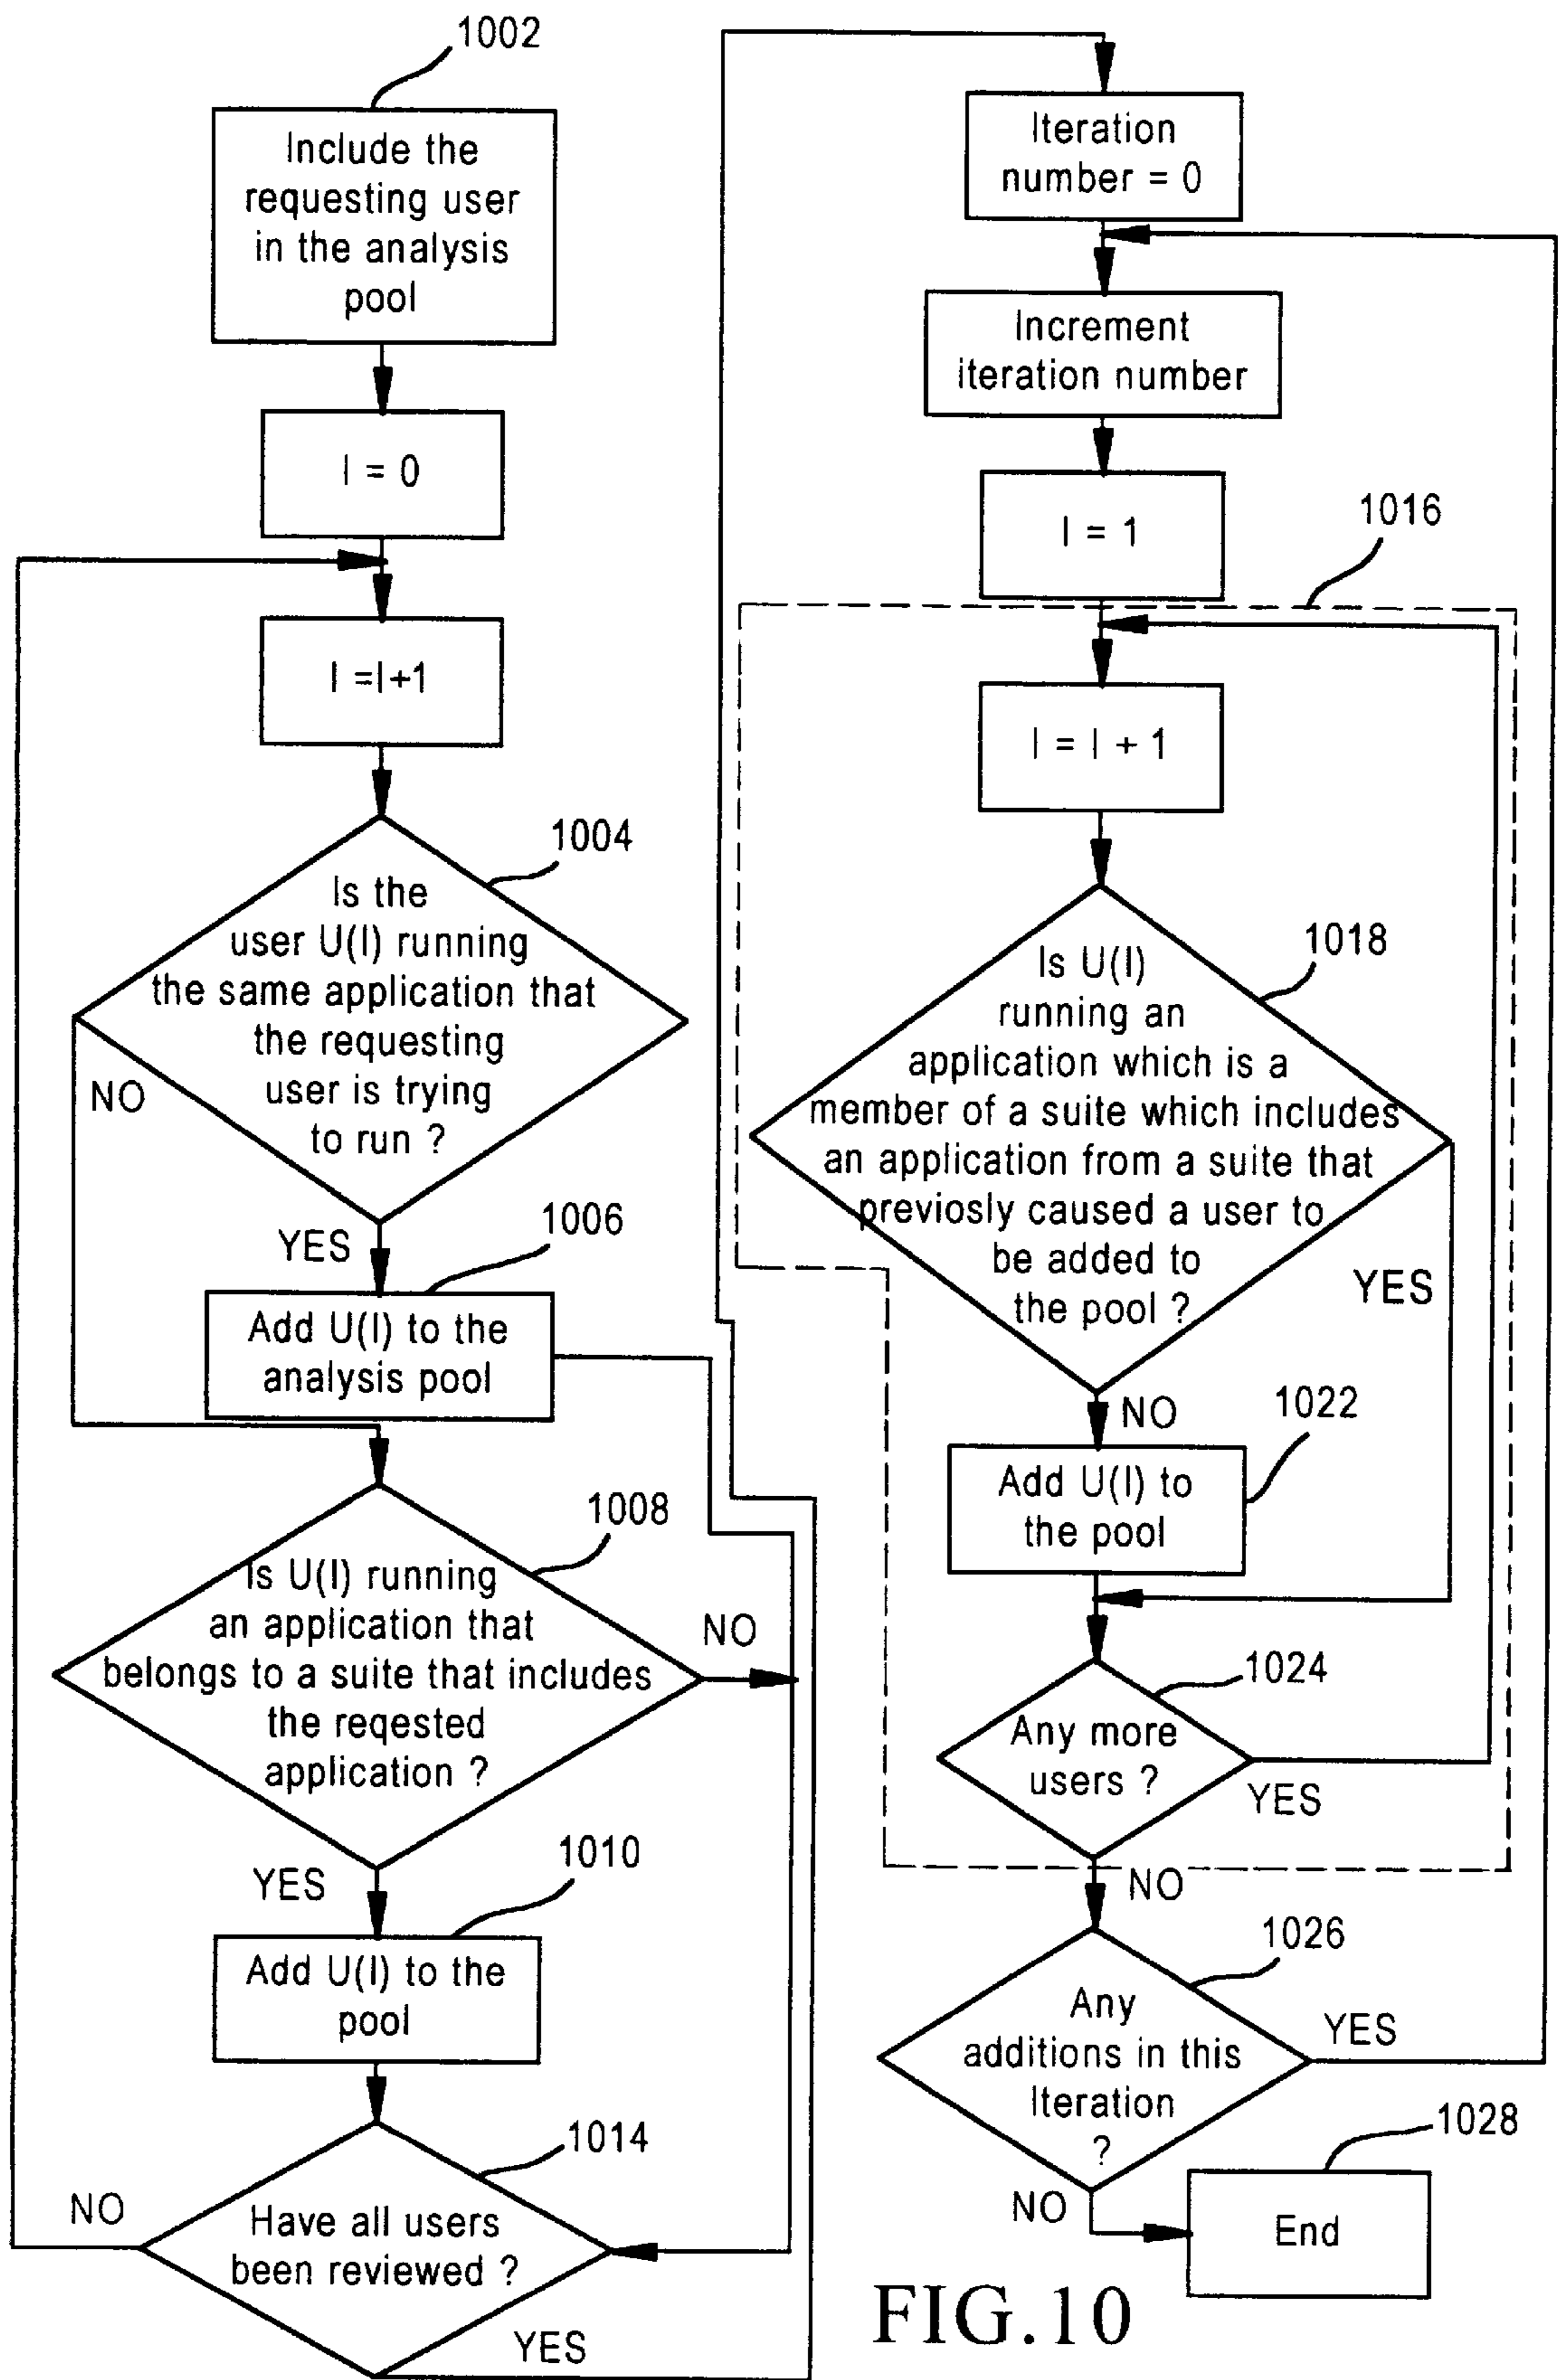 1002
Include the
requesting user
in the analysis
pool
I = 0
I =I+1
1004
Is the
user U(I) running
the same application that
the requesting
user is trying
to run ?
NO
YES
1006
Add U(I) to the
analysis pool
1008
Is U(I) running
an application that
belongs to a suite that includes
the reqested
application ?
NO
YES
1010
Add U(I) to the
pool
1014
Have all users
been reviewed ?
NO
YES
Iteration
number = 0
Increment
iteration number
I = 1
1016
I = I + 1
1018
Is U(I)
running an
application which is a
member of a suite which includes
an application from a suite that
previosly caused a user to
be added to
the pool ?
YES
NO
1022
Add U(I) to
the pool
1024
Any more
users ?
YES
NO
1026
Any
additions in this
Iteration
?
YES
NO
1028
End
FIG.10